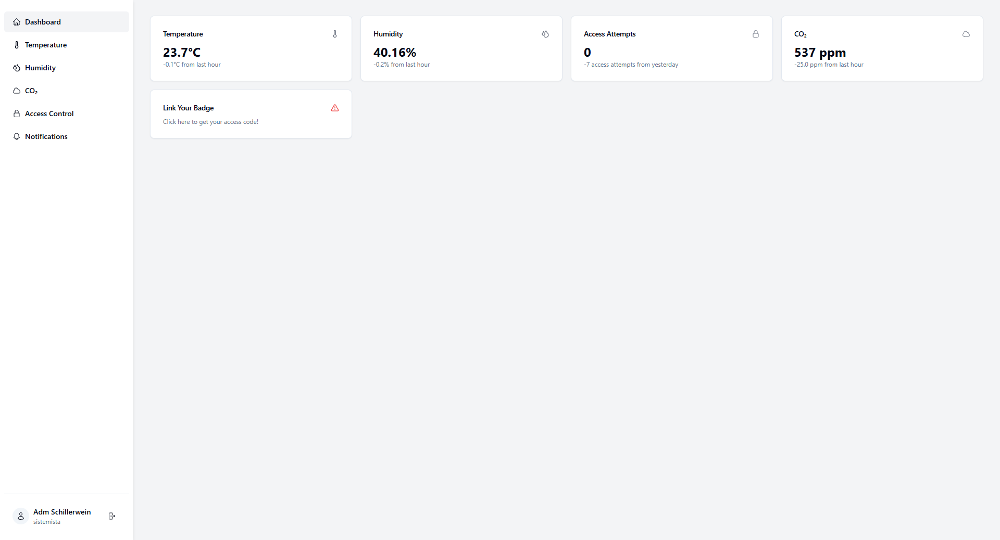 Dashboard
Temperature
Humidity
CO₂
Access Control
Notifications
Adm Schillerwein
sistemista
Temperature
23.7°C
-0.1°C from last hour
Humidity
40.16%
-0.2% from last hour
Access Attempts
0
-7 access attempts from yesterday
CO₂
537 ppm
-25.0 ppm from last hour
Link Your Badge
Click here to get your access code!